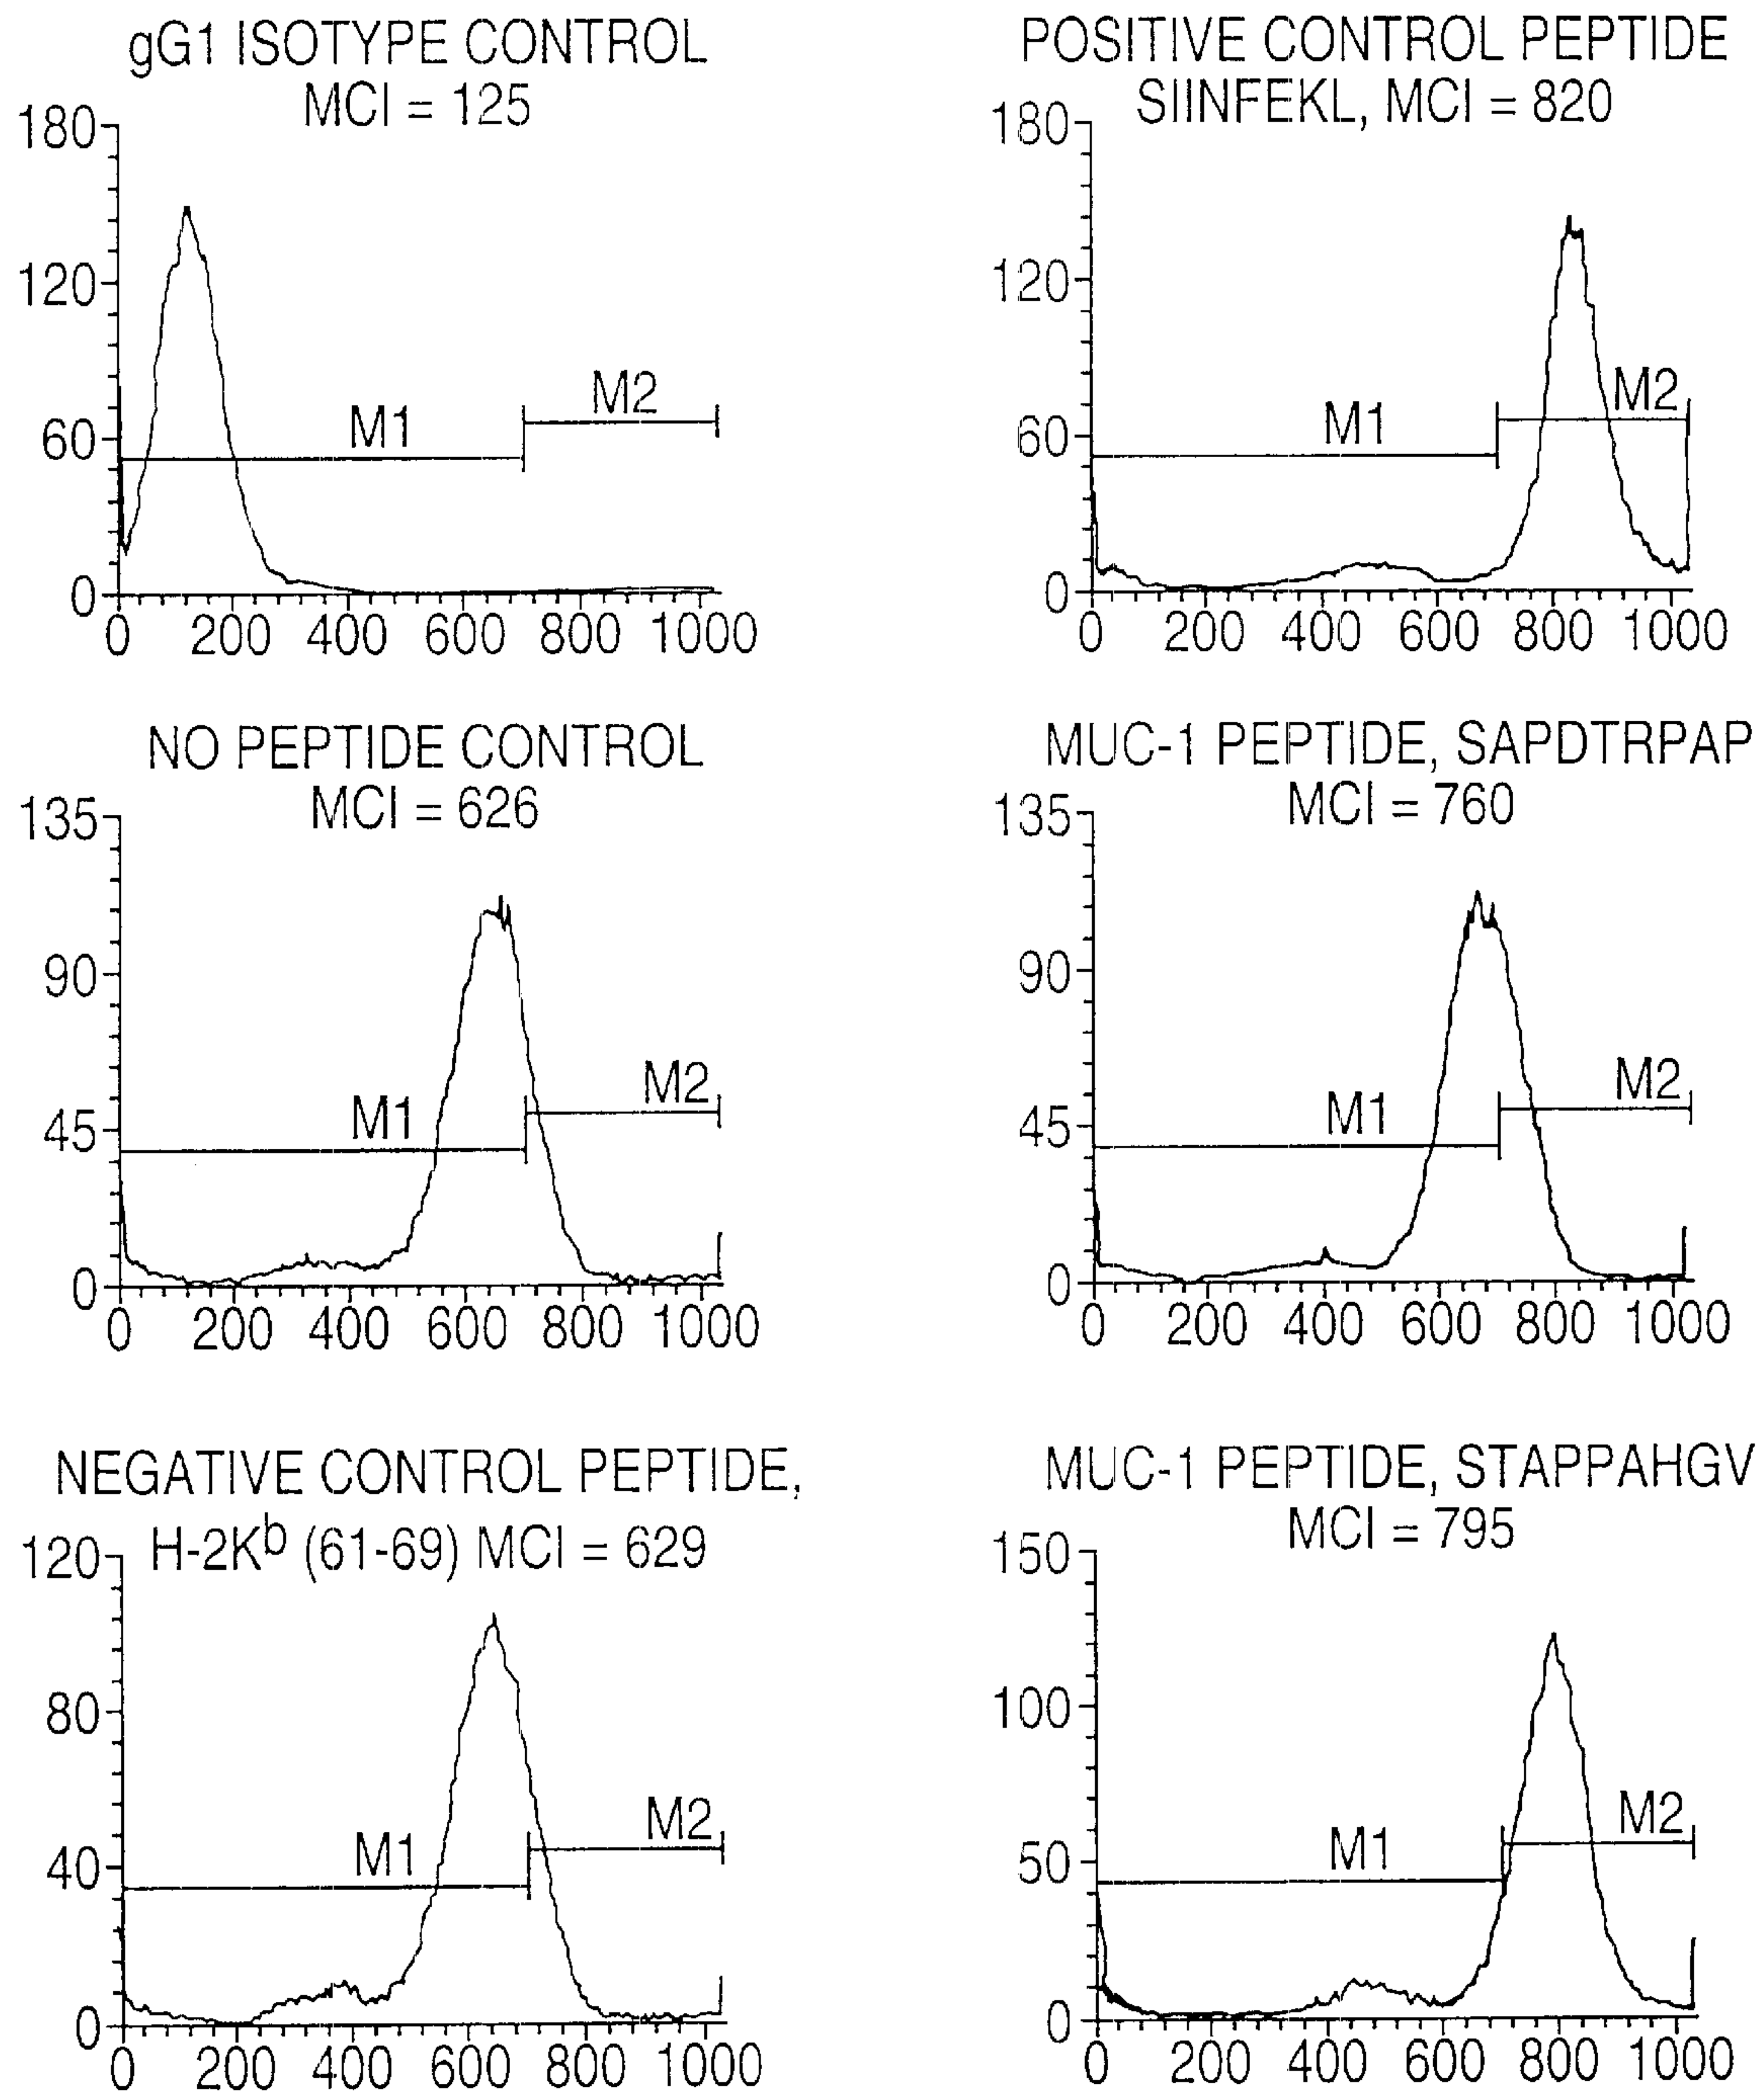 gG1 ISOTYPE CONTROL
MCI = 125
180
120
60
0
M1
M2
0 200 400 600 800 1000
POSITIVE CONTROL PEPTIDE
SIINFEKL, MCI = 820
180
120
60
0
M1
M2
0 200 400 600 800 1000
NO PEPTIDE CONTROL
MCI = 626
135
90
45
0
M1
M2
0 200 400 600 800 1000
MUC-1 PEPTIDE, SAPDTRPAP
MCI = 760
135
90
45
0
M1
M2
0 200 400 600 800 1000
NEGATIVE CONTROL PEPTIDE,
H-2Kᵇ (61-69) MCI = 629
120
80
40
0
M1
M2
0 200 400 600 800 1000
MUC-1 PEPTIDE, STAPPAHGV
MCI = 795
150
100
50
0
M1
M2
0 200 400 600 800 1000